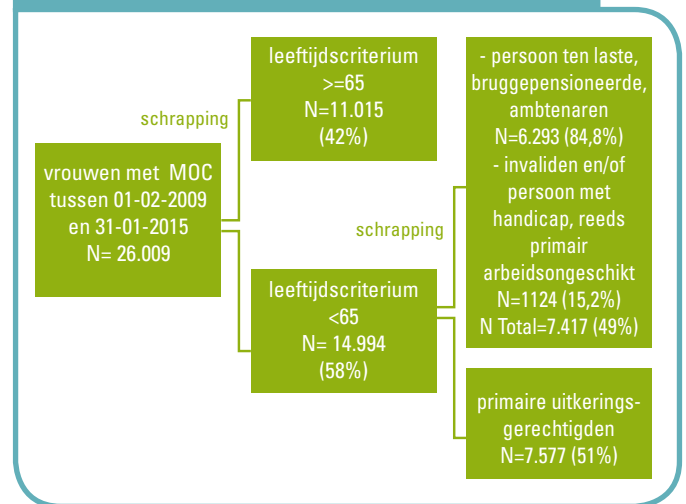 vrouwen met MOC
tussen 01-02-2009
en 31-01-2015
N= 26.009
schrapping
leeftijdscriterium
>=65
N=11.015
(42%)
leeftijdscriterium
<65
N= 14.994
(58%)
schrapping
- persoon ten laste,
bruggepensioneerde,
ambtenaren
N=6.293 (84,8%)
- invaliden en/of
persoon met
handicap, reeds
primair
arbeidsongeschikt
N=1124 (15,2%)
N Total=7.417 (49%)
primaire uitkerings-
gerechtigden
N=7.577 (51%)